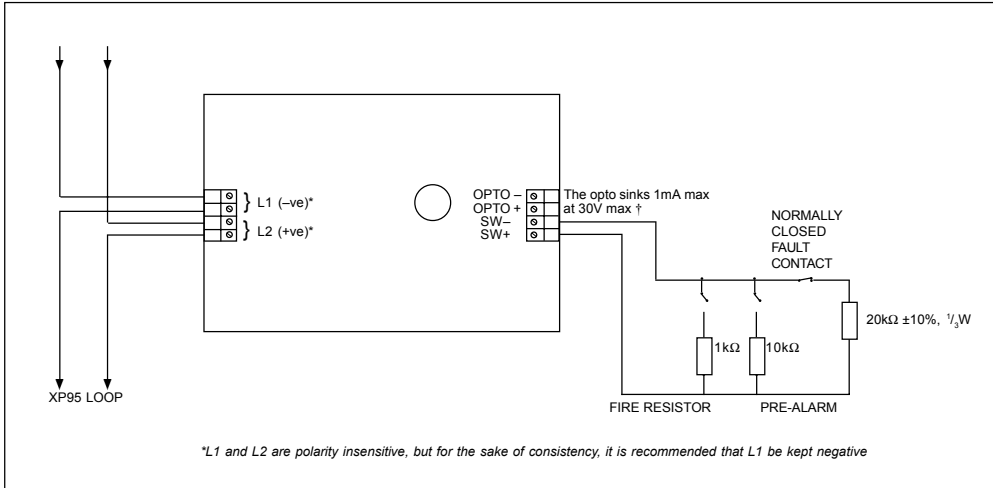 L1 (–ve)*
L2 (+ve)*
OPTO –
OPTO +
SW–
SW+
The opto sinks 1mA max
at 30V max †
NORMALLY
CLOSED
FAULT
CONTACT
20kΩ ±10%, 1/3W
1kΩ
10kΩ
XP95 LOOP
FIRE RESISTOR
PRE-ALARM
*L1 and L2 are polarity insensitive, but for the sake of consistency, it is recommended that L1 be kept negative